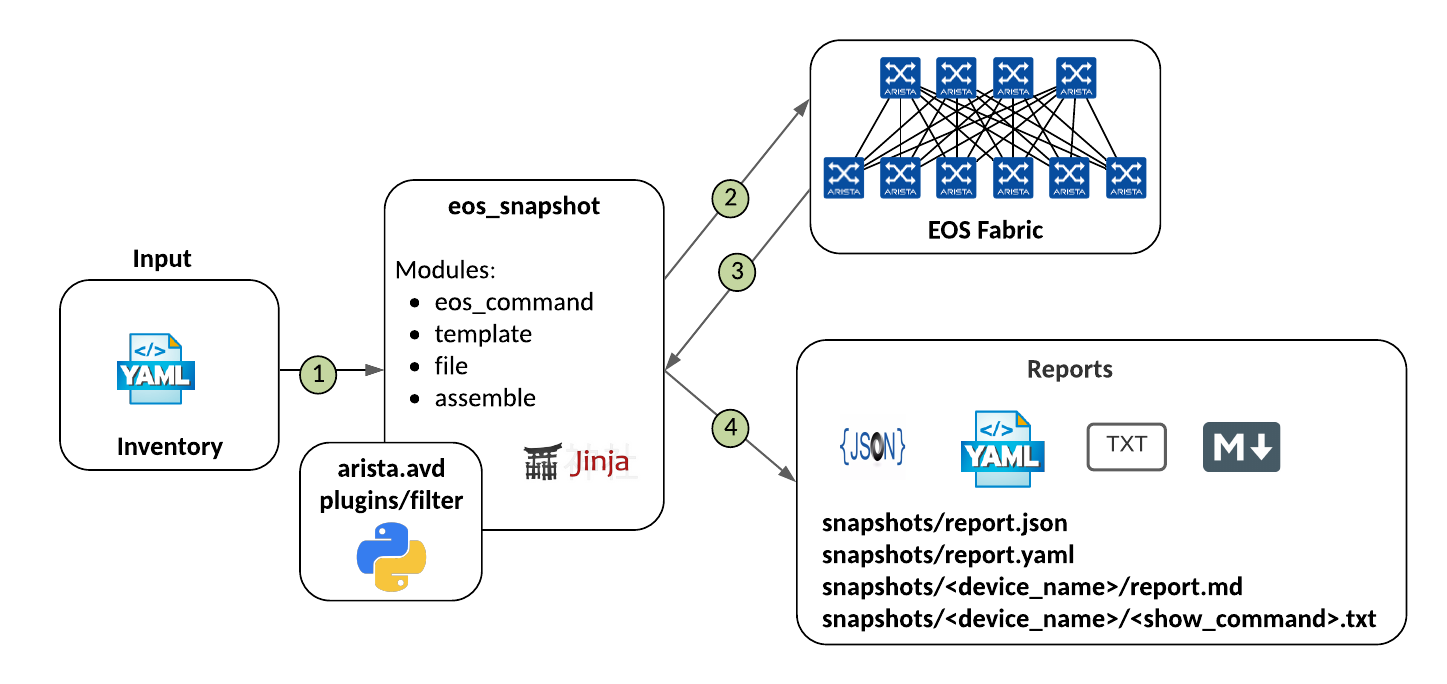 Input
</>
YAML
Inventory
1
eos_snapshot
Modules:
• eos_command
• template
• file
• assemble
Jinja
arista.avd
plugins/filter
2
3
4
ARISTA
ARISTA
ARISTA
ARISTA
ARISTA
ARISTA
ARISTA
ARISTA
ARISTA
ARISTA
EOS Fabric
Reports
{JSON}
</>
YAML
TXT
M
snapshots/report.json
snapshots/report.yaml
snapshots/<device_name>/report.md
snapshots/<device_name>/<show_command>.txt